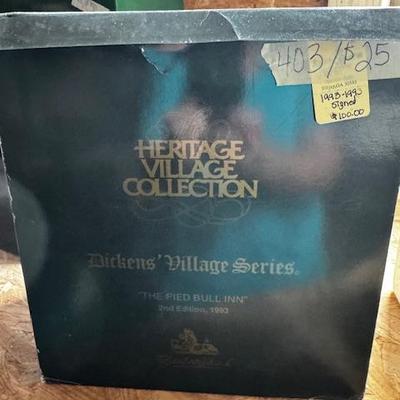 403/$25
1993-1993
signed
$100.00
HERITAGE
VILLAGE
COLLECTION
Dickens' Village Series®
"THE PIED BULL INN"
2nd Edition, 1993